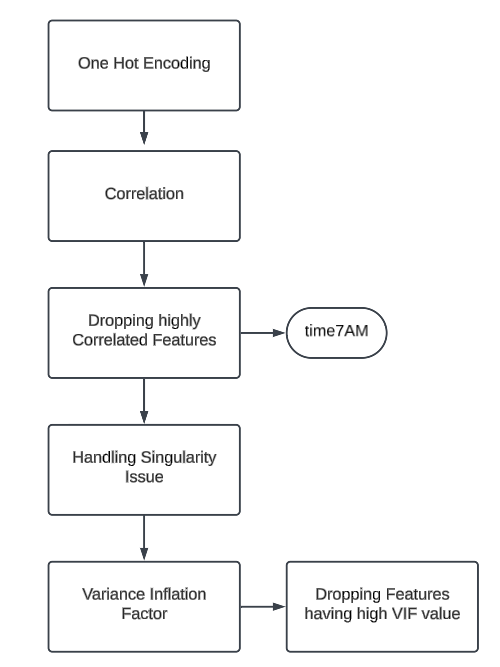 One Hot Encoding
Correlation
Dropping highly
Correlated Features
time7AM
Handling Singularity
Issue
Variance Inflation
Factor
Dropping Features
having high VIF value